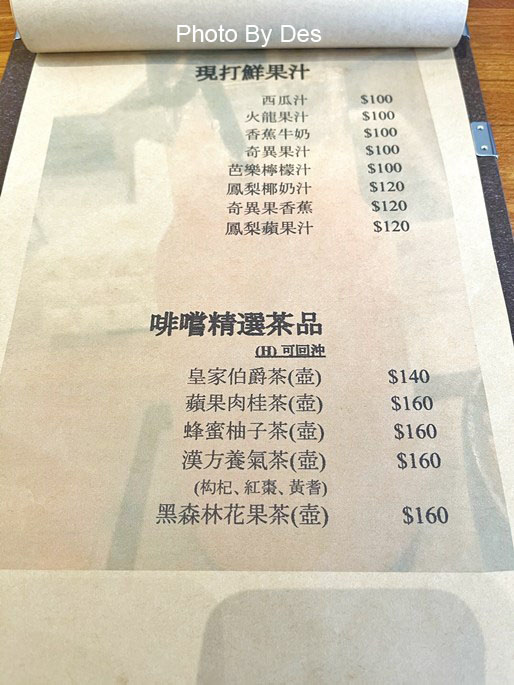 Photo By Des
現打鮮果汁
西瓜汁 $100
火龍果汁 $100
香蕉牛奶 $100
奇異果汁 $100
芭樂檸檬汁 $100
鳳梨椰奶汁 $120
奇異果香蕉 $120
鳳梨蘋果汁 $120
啡嚐精選茶品
(H) 可回沖
皇家伯爵茶(壺) $140
蘋果肉桂茶(壺) $160
蜂蜜柚子茶(壺) $160
漢方養氣茶(壺) $160
(枸杞、紅棗、黃耆)
黑森林花果茶(壺) $160